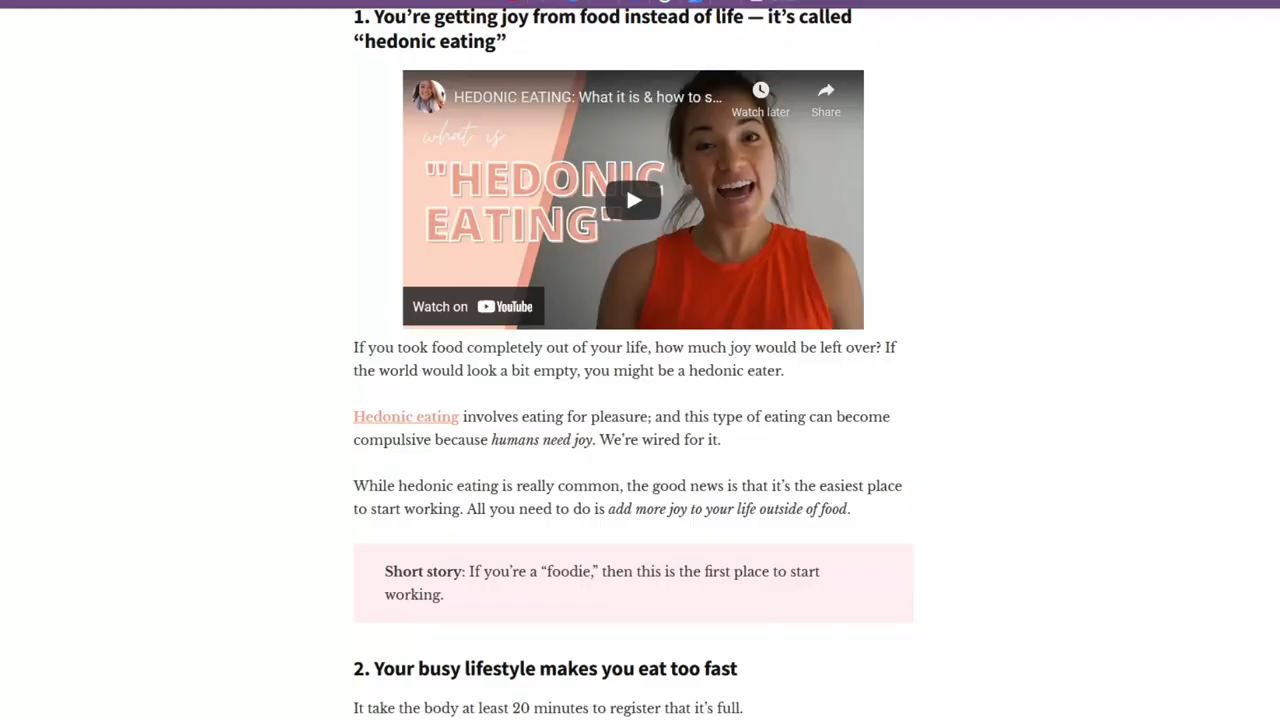 1. You’re getting joy from food instead of life — it’s called
“hedonic eating”
HEDONIC EATING: What it is & how to s...
Watch later
Share
what is
"HEDONIC
EATING"
Watch on YouTube
If you took food completely out of your life, how much joy would be left over? If
the world would look a bit empty, you might be a hedonic eater.
Hedonic eating involves eating for pleasure; and this type of eating can become
compulsive because humans need joy. We’re wired for it.
While hedonic eating is really common, the good news is that it’s the easiest place
to start working. All you need to do is add more joy to your life outside of food.
Short story: If you’re a “foodie,” then this is the first place to start
working.
2. Your busy lifestyle makes you eat too fast
It take the body at least 20 minutes to register that it’s full.